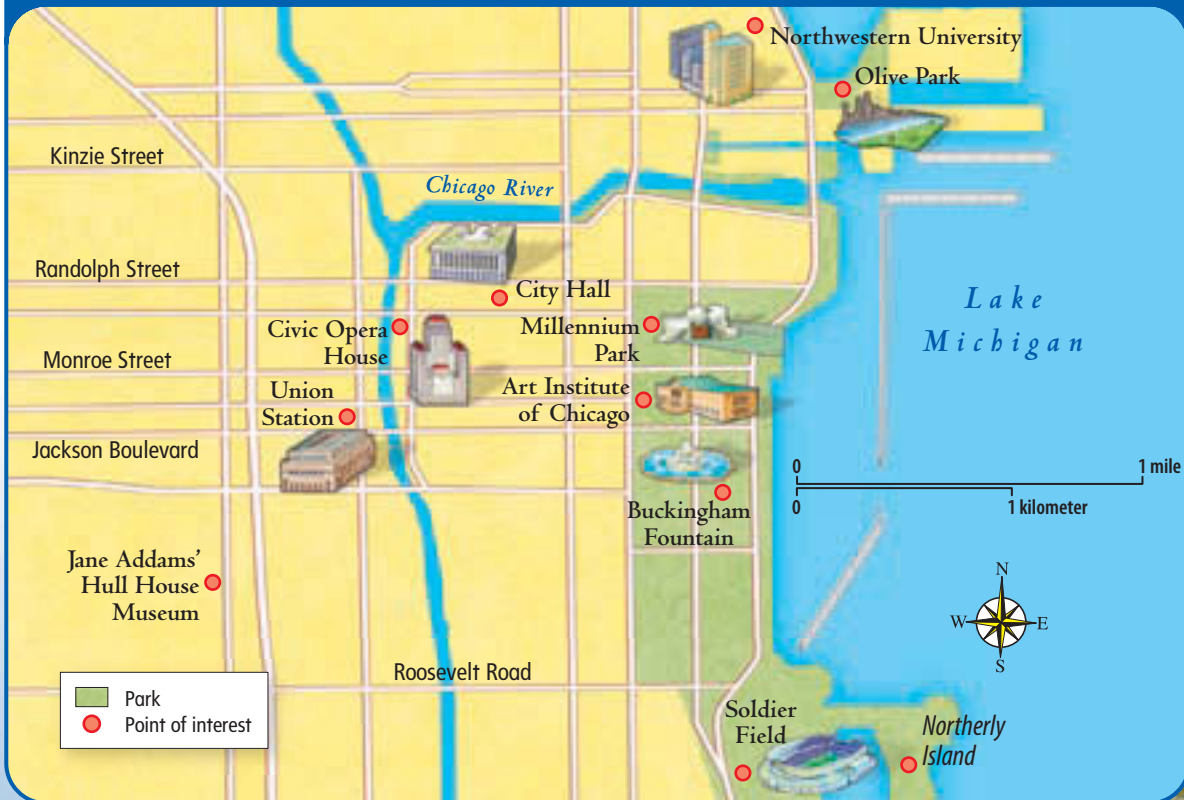 Northwestern University
Olive Park
Kinzie Street
Chicago River
Randolph Street
City Hall
Lake
Michigan
Civic Opera
House
Millennium
Park
Monroe Street
Union
Station
Art Institute
of Chicago
Jackson Boulevard
0
1 mile
0
1 kilometer
Buckingham
Fountain
Jane Addams’
Hull House
Museum
N
W
E
S
Roosevelt Road
Park
Point of interest
Soldier
Field
Northerly
Island